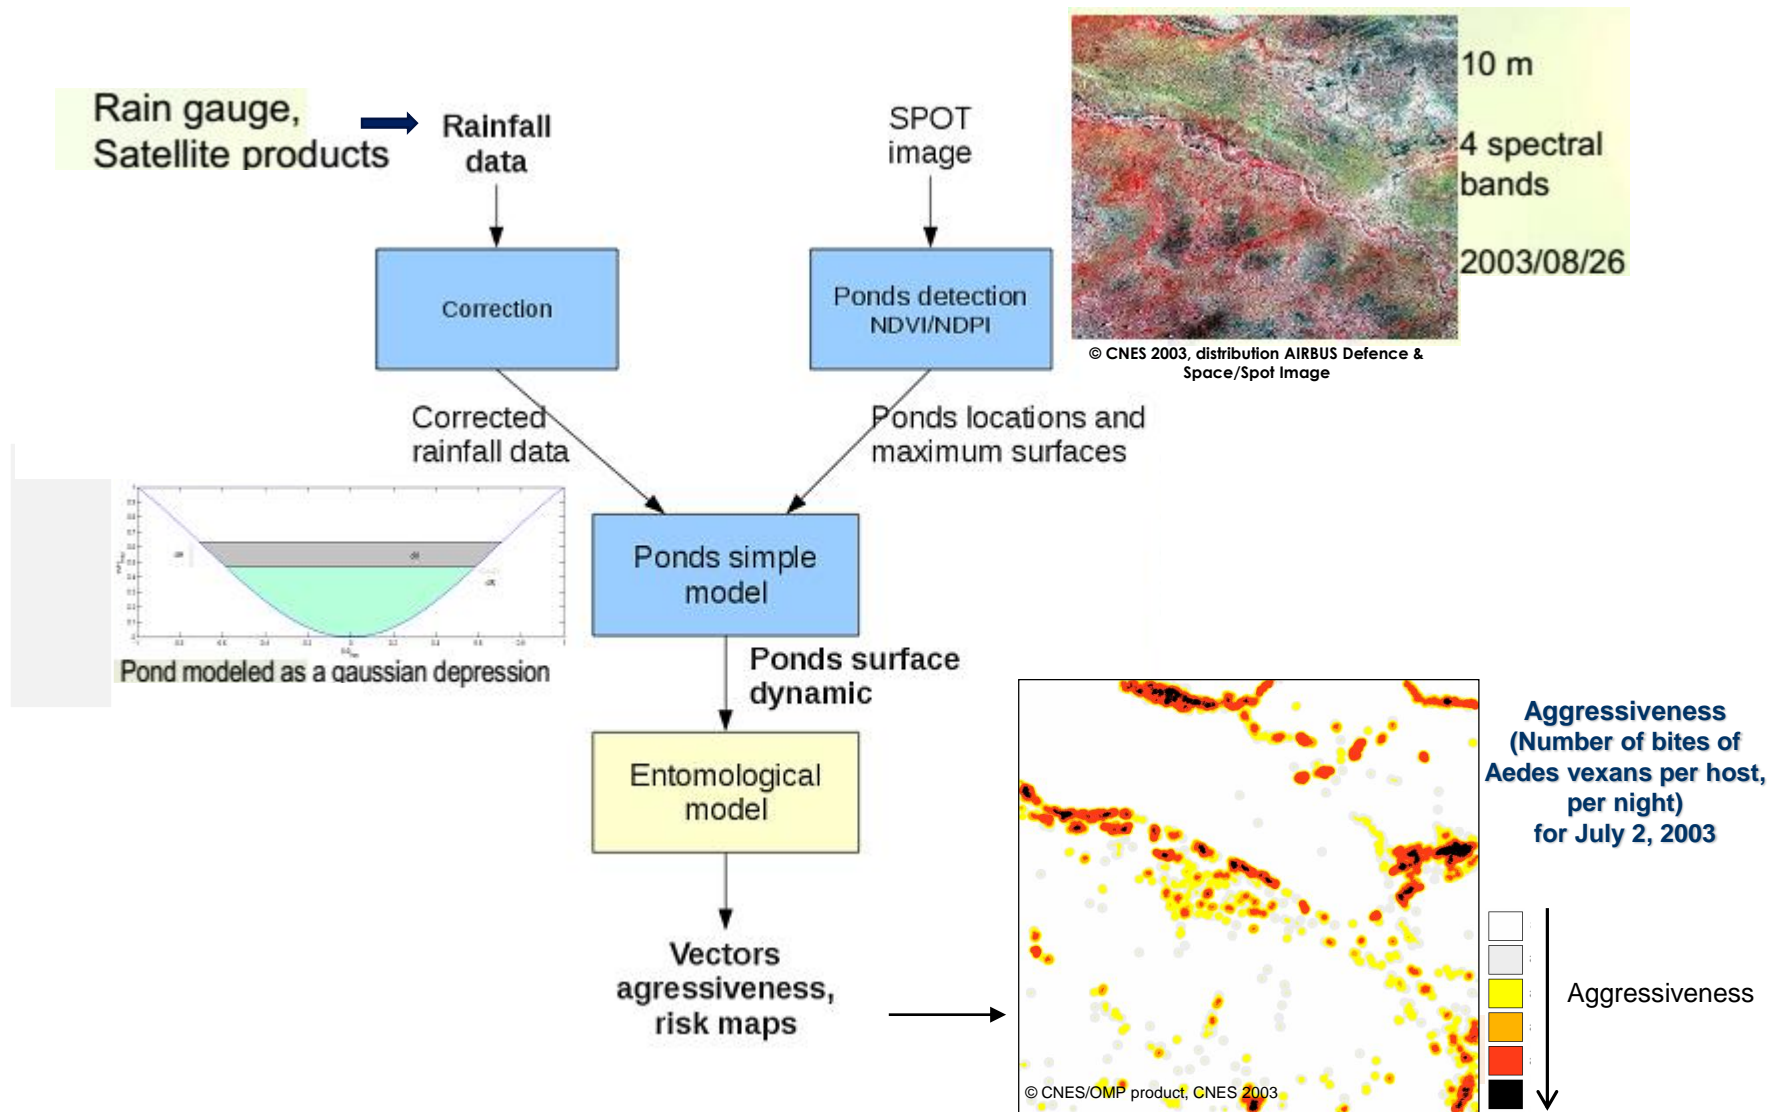 Rain gauge,
Satellite products
Rainfall
data
SPOT
image
10 m
4 spectral
bands
2003/08/26
© CNES 2003, distribution AIRBUS Defence &
Space/Spot Image
Correction
Ponds detection
NDVI/NDPI
Corrected
rainfall data
Ponds locations and
maximum surfaces
Ponds simple
model
Pond modeled as a gaussian depression
Ponds surface
dynamic
Entomological
model
Vectors
agressiveness,
risk maps
Aggressiveness
(Number of bites of
Aedes vexans per host,
per night)
for July 2, 2003
Aggressiveness
© CNES/OMP product, CNES 2003